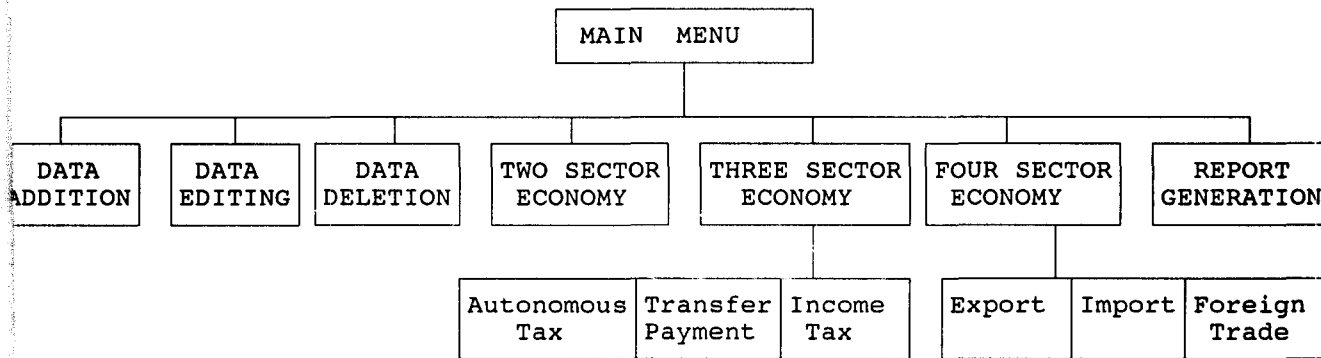 MAIN MENU
DATA
ADDITION
DATA
EDITING
DATA
DELETION
TWO SECTOR
ECONOMY
THREE SECTOR
ECONOMY
FOUR SECTOR
ECONOMY
REPORT
GENERATION
Autonomous
Tax
Transfer
Payment
Income
Tax
Export
Import
Foreign
Trade